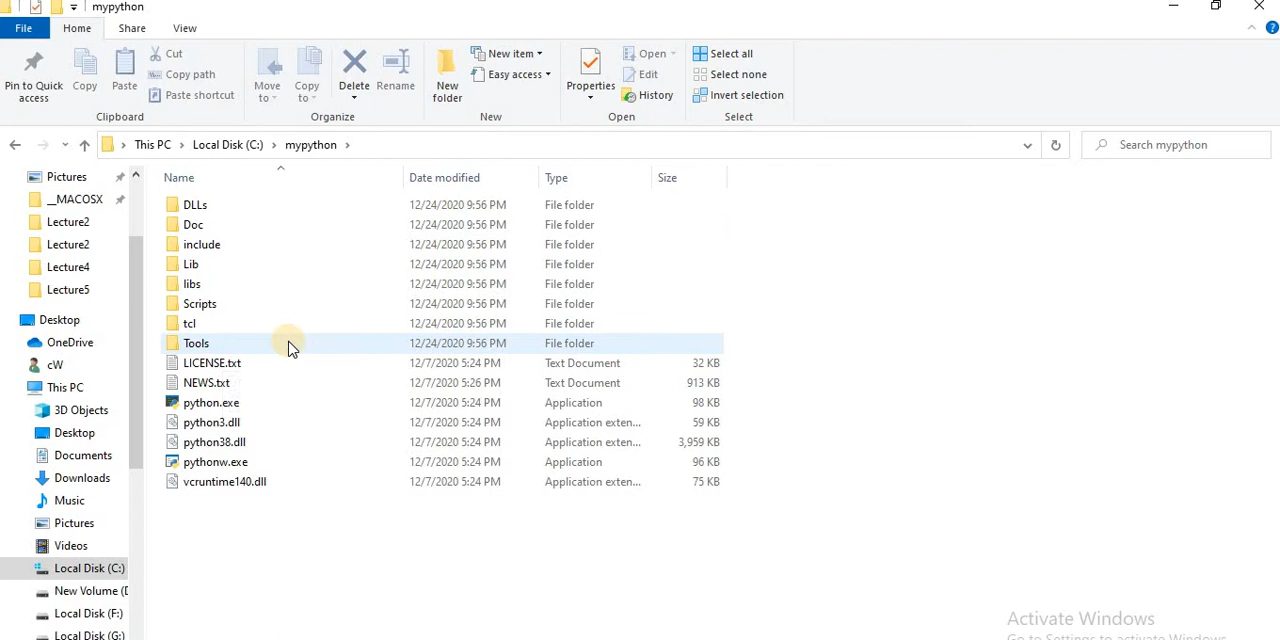 mypython
File Home Share View
Pin to Quick access Copy Paste Cut Copy path Paste shortcut Move to Copy to Delete Rename New folder New item Easy access Properties Open Edit History Select all Select none Invert selection
Clipboard Organize New Open Select
This PC Local Disk (C:) mypython Search mypython
Name Date modified Type Size
DLLs 12/24/2020 9:56 PM File folder
Doc 12/24/2020 9:56 PM File folder
include 12/24/2020 9:56 PM File folder
Lib 12/24/2020 9:56 PM File folder
libs 12/24/2020 9:56 PM File folder
Scripts 12/24/2020 9:56 PM File folder
tcl 12/24/2020 9:56 PM File folder
Tools 12/24/2020 9:56 PM File folder
LICENSE.txt 12/7/2020 5:24 PM Text Document 32 KB
NEWS.txt 12/7/2020 5:26 PM Text Document 913 KB
python.exe 12/7/2020 5:24 PM Application 98 KB
python3.dll 12/7/2020 5:24 PM Application exten... 59 KB
python38.dll 12/7/2020 5:24 PM Application exten... 3,959 KB
pythonw.exe 12/7/2020 5:24 PM Application 96 KB
vcruntime140.dll 12/7/2020 5:24 PM Application exten... 75 KB
Pictures
__MACOSX
Lecture2
Lecture2
Lecture4
Lecture5
Desktop
OneDrive
cW
This PC
3D Objects
Desktop
Documents
Downloads
Music
Pictures
Videos
Local Disk (C:)
New Volume (
Local Disk (F:)
Local Disk (G:)
Activate Windows
Go to Settings to activate Windows.